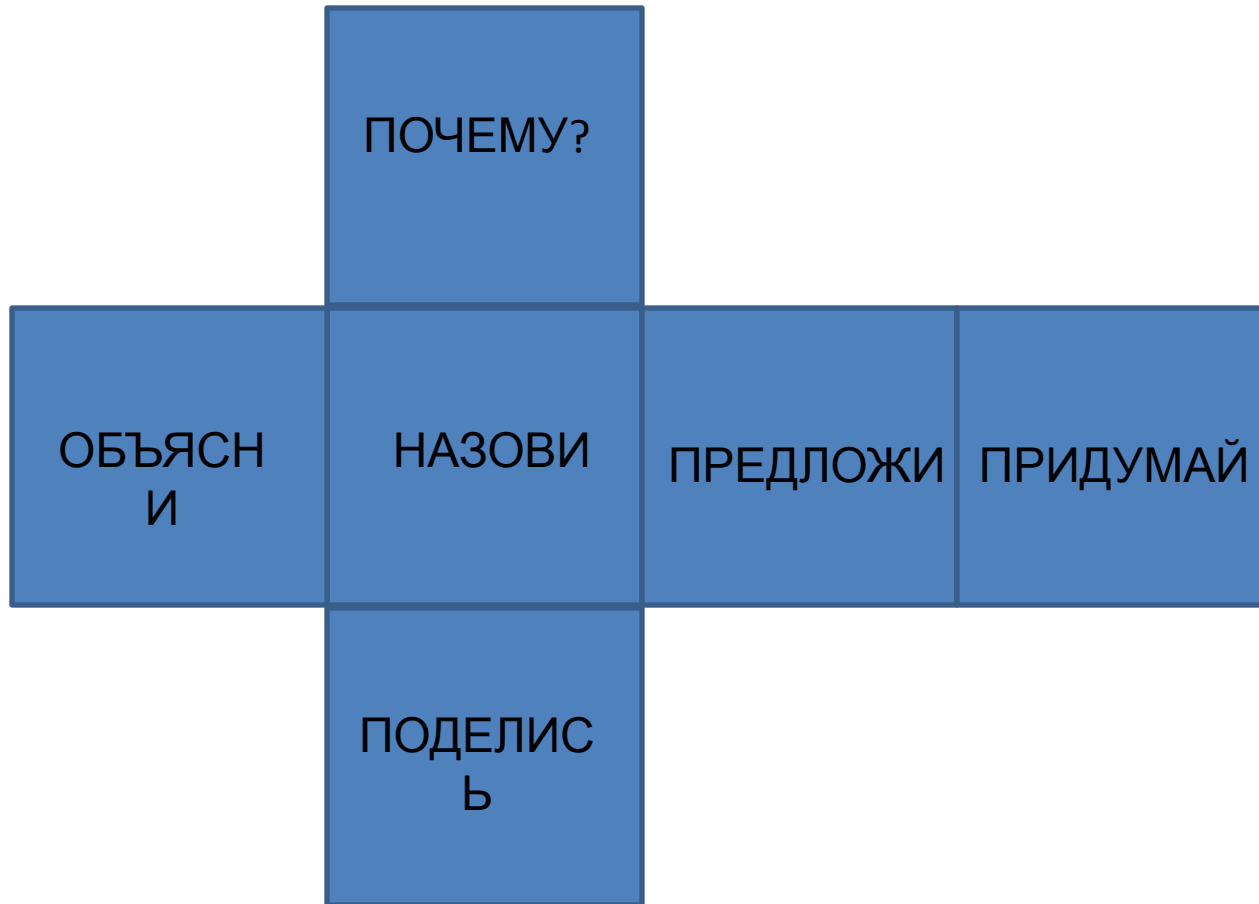 ПОЧЕМУ?
ОБЪЯСН
И
НАЗОВИ
ПРЕДЛОЖИ
ПРИДУМАЙ
ПОДЕЛИС
Ь